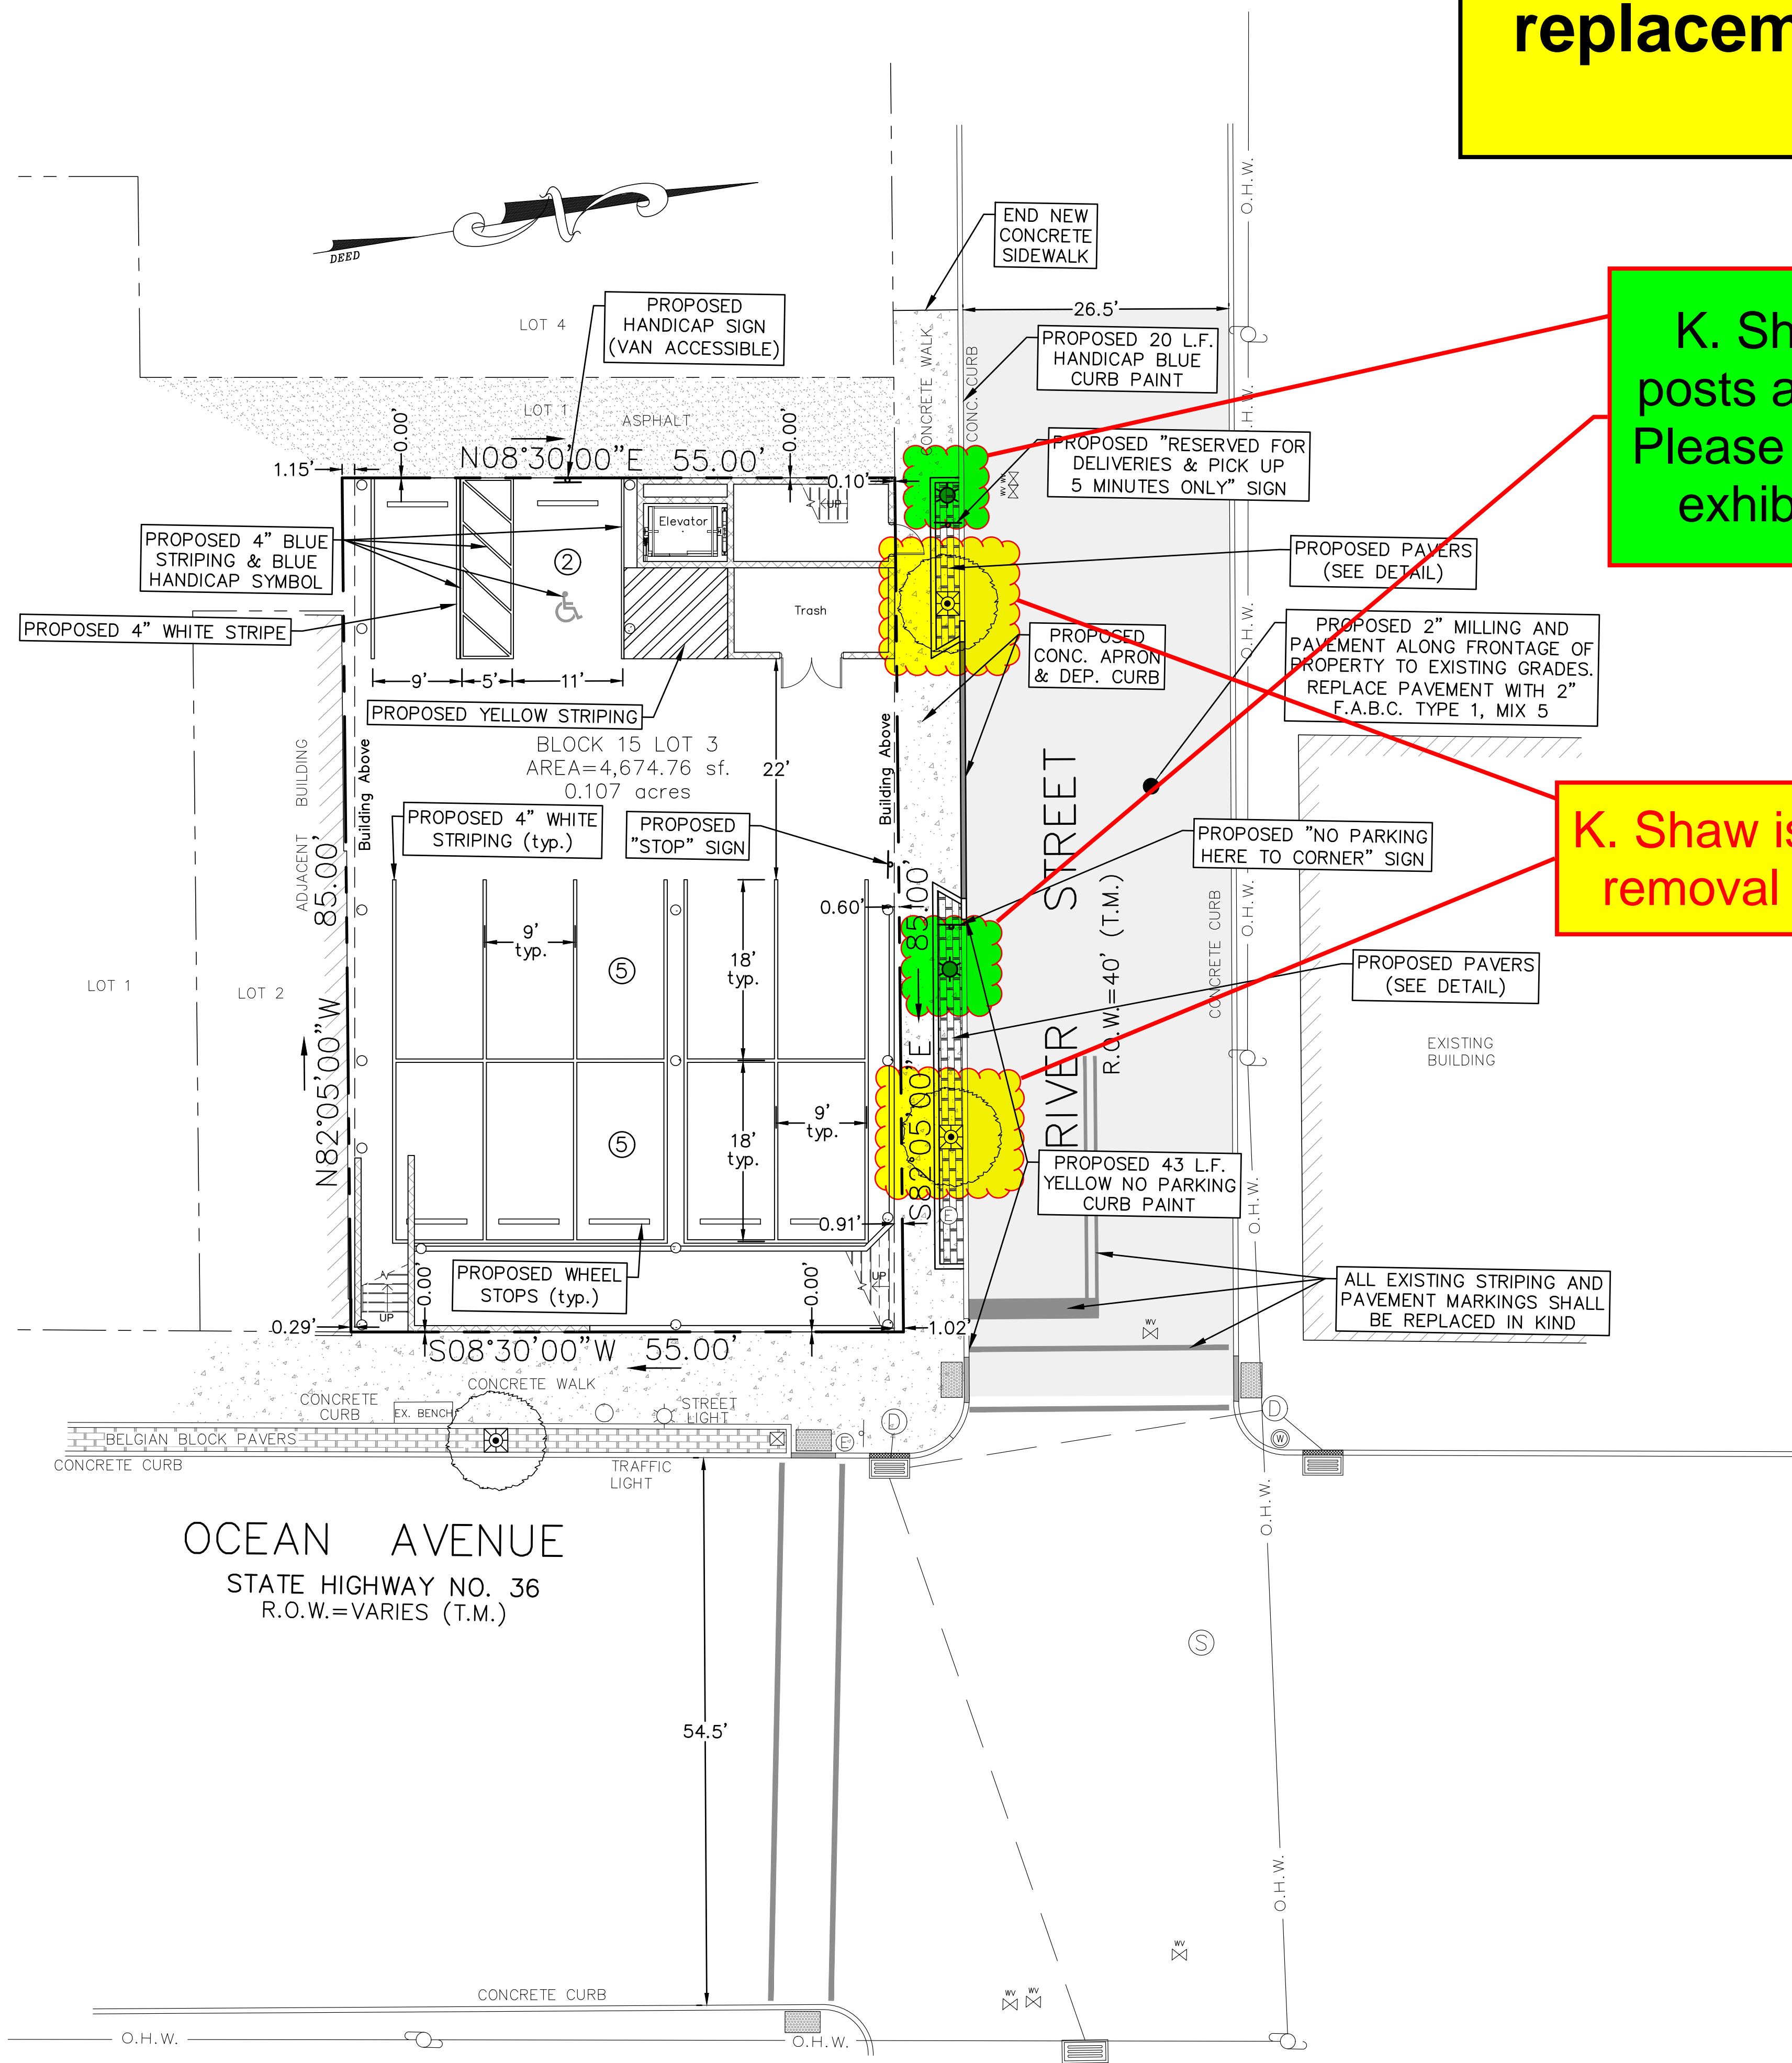 replacem
K. Sh
posts a
Please
exhib
K. Shaw is
removal
DEED
END NEW
CONCRETE
SIDEWALK
O.H.W.
LOT 4
PROPOSED
HANDICAP SIGN
(VAN ACCESSIBLE)
26.5'
PROPOSED 20 L.F.
HANDICAP BLUE
CURB PAINT
CONCRETE WALK
CONC. CURB
O.H.W.
LOT 1
ASPHALT
0.00'
0.00'
1.15'
N08°30'00"E 55.00'
0.10'
PROPOSED "RESERVED FOR
DELIVERIES & PICK UP
5 MINUTES ONLY" SIGN
WV WV
UP
Elevator
PROPOSED 4" BLUE
STRIPING & BLUE
HANDICAP SYMBOL
2
PROPOSED PAVERS
(SEE DETAIL)
Trash
PROPOSED 4" WHITE STRIPE
PROPOSED
CONC. APRON
& DEP. CURB
PROPOSED 2" MILLING AND
PAVEMENT ALONG FRONTAGE OF
PROPERTY TO EXISTING GRADES.
REPLACE PAVEMENT WITH 2"
F.A.B.C. TYPE 1, MIX 5
O.H.W.
9'
5'
11'
PROPOSED YELLOW STRIPING
BLOCK 15 LOT 3
AREA=4,674.76 sf.
0.107 acres
22'
Building Above
Building Above
ADJACENT BUILDING
PROPOSED 4" WHITE
STRIPING (typ.)
PROPOSED
"STOP" SIGN
PROPOSED "NO PARKING
HERE TO CORNER" SIGN
RIVER STREET
R.O.W.=40' (T.M.)
CONCRETE CURB
O.H.W.
N82°05'00"W 85.00'
S82°05'00"E 85.00'
0.60'
9'
typ.
18'
typ.
5
LOT 1
LOT 2
PROPOSED PAVERS
(SEE DETAIL)
EXISTING
BUILDING
9'
typ.
18'
typ.
5
PROPOSED 43 L.F.
YELLOW NO PARKING
CURB PAINT
O.H.W.
E
0.91'
PROPOSED WHEEL
STOPS (typ.)
0.00'
0.00'
UP
UP
ALL EXISTING STRIPING AND
PAVEMENT MARKINGS SHALL
BE REPLACED IN KIND
0.29'
1.02'
WV
S08°30'00"W 55.00'
CONCRETE WALK
CONCRETE
CURB
EX. BENCH
STREET
LIGHT
D
D
E
W
BELGIAN BLOCK PAVERS
CONCRETE CURB
TRAFFIC
LIGHT
O.H.W.
OCEAN AVENUE
STATE HIGHWAY NO. 36
R.O.W.=VARIES (T.M.)
S
54.5'
O.H.W.
WV
CONCRETE CURB
WV WV
O.H.W.
O.H.W.